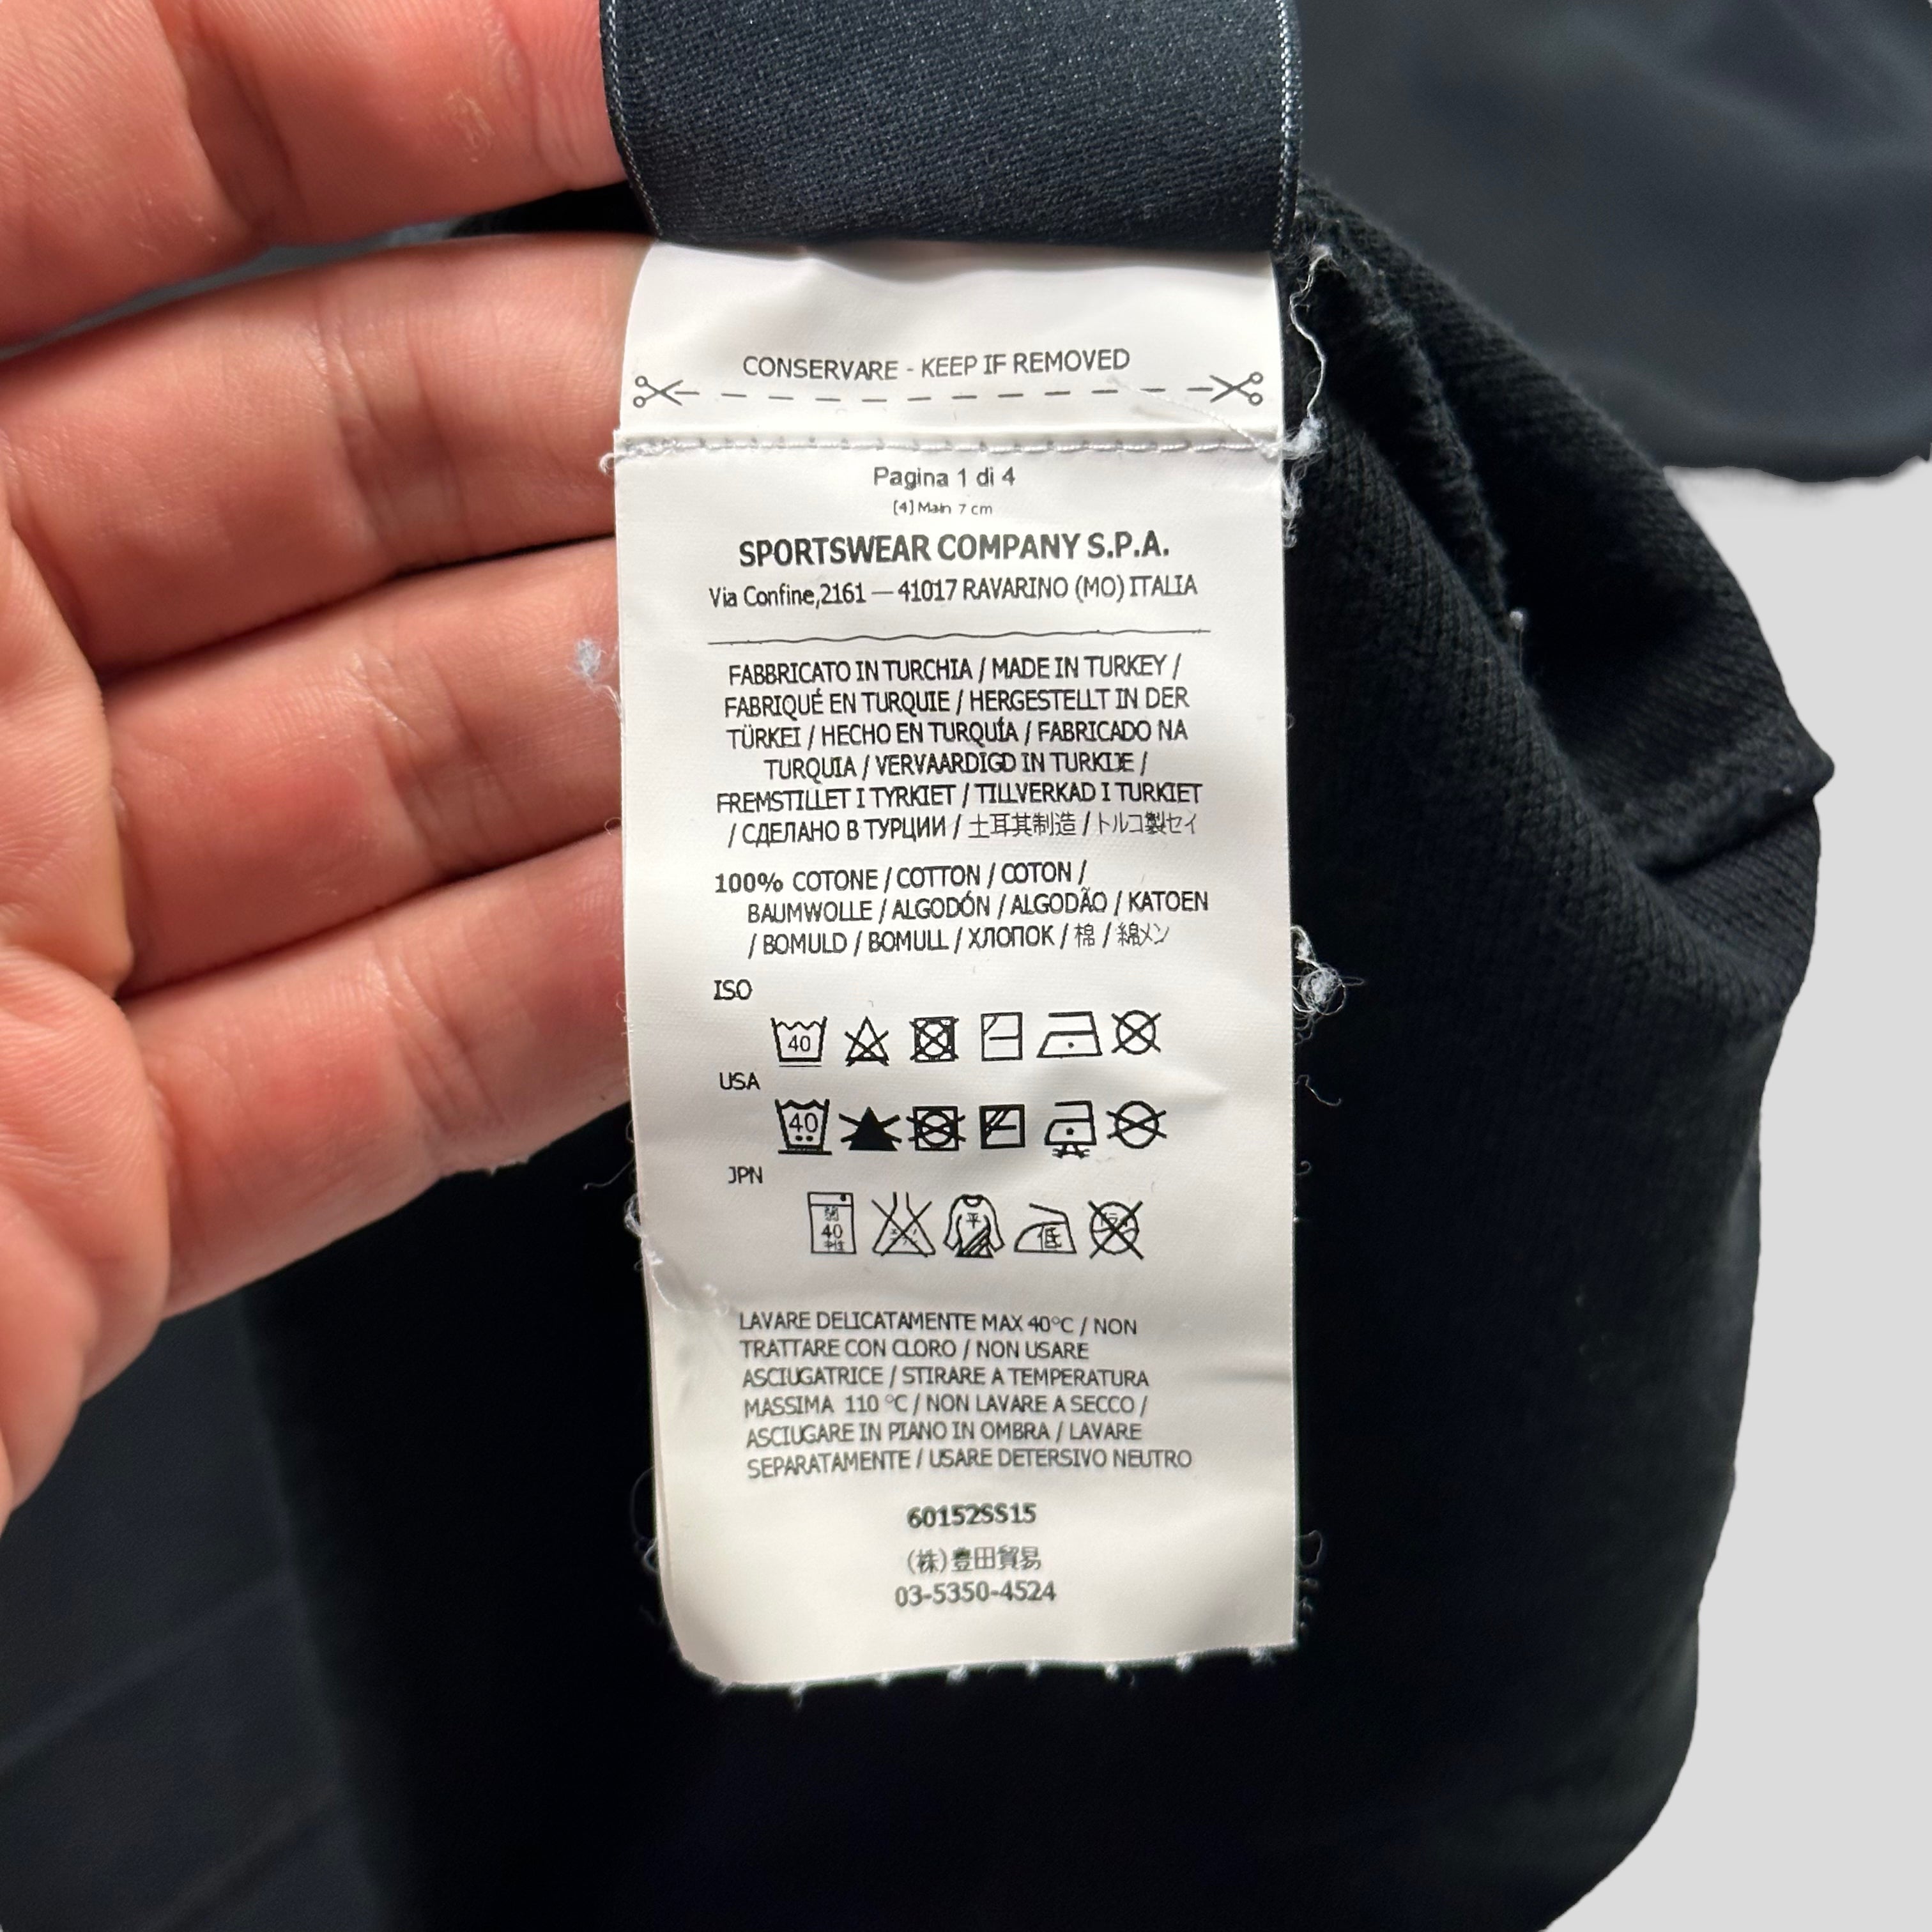 CONSERVARE - KEEP IF REMOVED
Pagina 1 di 4
[4] Main 7 cm
SPORTSWEAR COMPANY S.P.A.
Via Confine,2161 — 41017 RAVARINO (MO) ITALIA
FABBRICATO IN TURCHIA / MADE IN TURKEY /
FABRIQUÉ EN TURQUIE / HERGESTELLT IN DER
TÜRKEI / HECHO EN TURQUÍA / FABRICADO NA
TURQUIA / VERVAARDIGD IN TURKIJE /
FREMSTILLET I TYRKIET / TILLVERKAD I TURKIET
/ СДЕЛАНО В ТУРЦИИ / 土耳其制造 / トルコ製セイ
100% COTONE / COTTON / COTON /
BAUMWOLLE / ALGODÓN / ALGODÃO / KATOEN
/ BOMULD / BOMULL / ХЛОПОК / 棉 / 綿メン
ISO
40
USA
40
JPN
40 中性 平 低
LAVARE DELICATAMENTE MAX 40°C / NON
TRATTARE CON CLORO / NON USARE
ASCIUGATRICE / STIRARE A TEMPERATURA
MASSIMA 110 °C / NON LAVARE A SECCO /
ASCIUGARE IN PIANO IN OMBRA / LAVARE
SEPARATAMENTE / USARE DETERSIVO NEUTRO
60152SS15
(株)豊田貿易
03-5350-4524